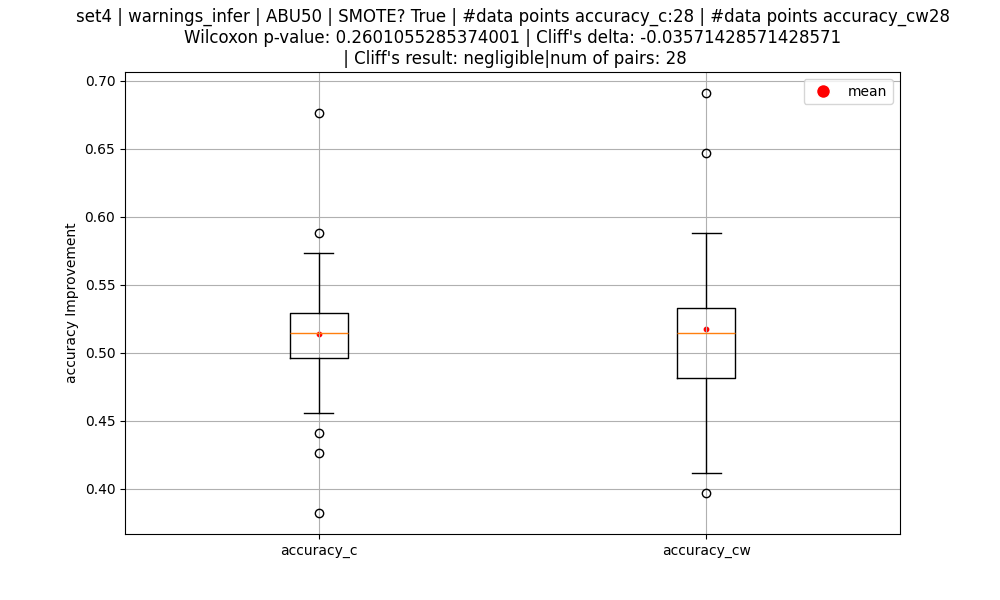 set4 | warnings_infer | ABU50 | SMOTE? True | #data points accuracy_c:28 | #data points accuracy_cw28
Wilcoxon p-value: 0.2601055285374001 | Cliff's delta: -0.03571428571428571
| Cliff's result: negligible|num of pairs: 28
mean
0.70
0.65
0.60
0.55
0.50
0.45
0.40
accuracy Improvement
accuracy_c
accuracy_cw